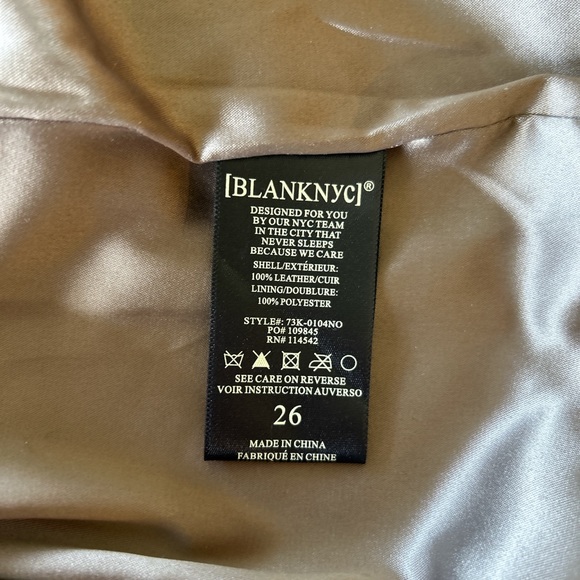 [BLANKNYC]®
DESIGNED FOR YOU
BY OUR NYC TEAM
IN THE CITY THAT
NEVER SLEEPS
BECAUSE WE CARE
SHELL/EXTÉRIEUR:
100% LEATHER/CUIR
LINING/DOUBLURE:
100% POLYESTER
STYLE#: 73K-0104NO
PO# 109845
RN# 114542
SEE CARE ON REVERSE
VOIR INSTRUCTION AUVERSO
26
MADE IN CHINA
FABRIQUÉ EN CHINE